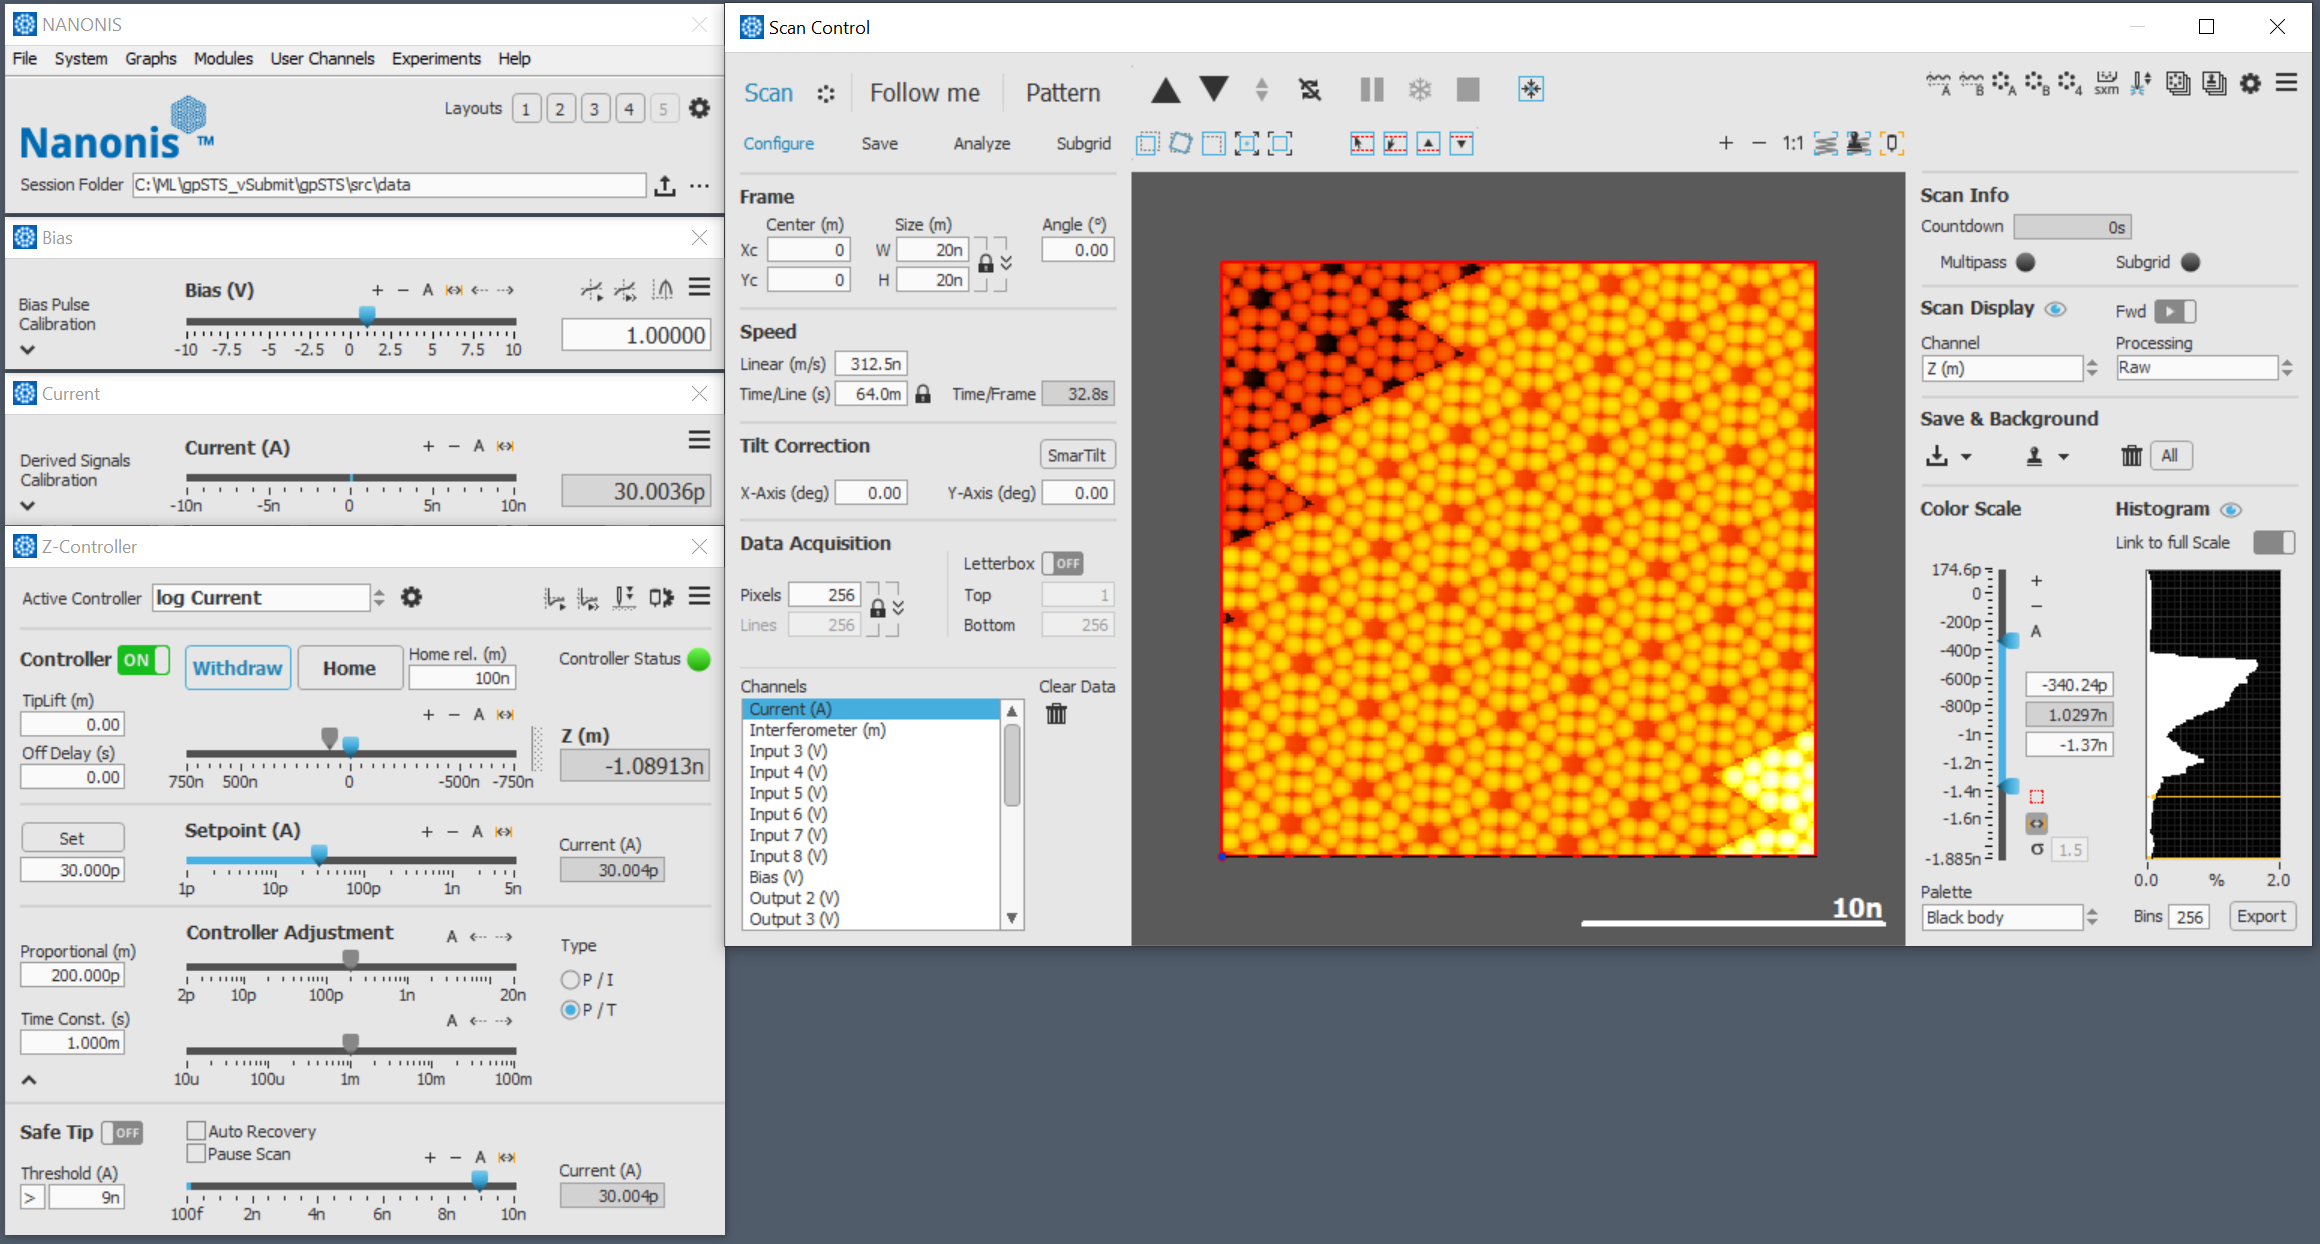 NANONIS
File System Graphs Modules User Channels Experiments Help
Layouts 1 2 3 4 5
Nanonis TM
Session Folder C:\ML\gpSTS_vSubmit\gpSTS\src\data
Bias
Bias (V) + − A
Bias Pulse
Calibration
1.00000
-10 -7.5 -5 -2.5 0 2.5 5 7.5 10
Current
Current (A) + − A
Derived Signals
Calibration
30.0036p
-10n -5n 0 5n 10n
Z-Controller
Active Controller log Current
Controller ON Withdraw Home Home rel. (m) 100n Controller Status
TipLift (m)
0.00
+ − A
Z (m)
-1.08913n
Off Delay (s)
0.00
750n 500n 0 -500n -750n
Set
30.000p
Setpoint (A) + − A
1p 10p 100p 1n 5n
Current (A)
30.004p
Controller Adjustment A
Proportional (m)
200.000p
2p 10p 100p 1n 20n
Type
P / I
P / T
Time Const. (s)
1.000m
A
10u 100u 1m 10m 100m
Safe Tip OFF
Auto Recovery
Pause Scan
Threshold (A)
> 9n
+ − A
100f 2n 4n 6n 8n 10n
Current (A)
30.004p
Scan Control
Scan Follow me Pattern
Configure Save Analyze Subgrid
A B A B 4 sxm
+ − 1:1
Frame
Center (m) Size (m) Angle (º)
Xc 0 W 20n 0.00
Yc 0 H 20n
Speed
Linear (m/s) 312.5n
Time/Line (s) 64.0m Time/Frame 32.8s
Tilt Correction SmarTilt
X-Axis (deg) 0.00 Y-Axis (deg) 0.00
Data Acquisition
Letterbox OFF
Pixels 256 Top 1
Lines 256 Bottom 256
Channels Clear Data
Current (A)
Interferometer (m)
Input 3 (V)
Input 4 (V)
Input 5 (V)
Input 6 (V)
Input 7 (V)
Input 8 (V)
Bias (V)
Output 2 (V)
Output 3 (V)
10n
Scan Info
Countdown 0s
Multipass Subgrid
Scan Display Fwd
Channel Processing
Z (m) Raw
Save & Background
All
Color Scale Histogram
Link to full Scale
174.6p
0
-200p
-400p
-600p
-800p
-1n
-1.2n
-1.4n
-1.6n
-1.885n
+
−
A
-340.24p
1.0297n
-1.37n
σ 1.5
0.0 % 2.0
Palette
Black body Bins 256 Export